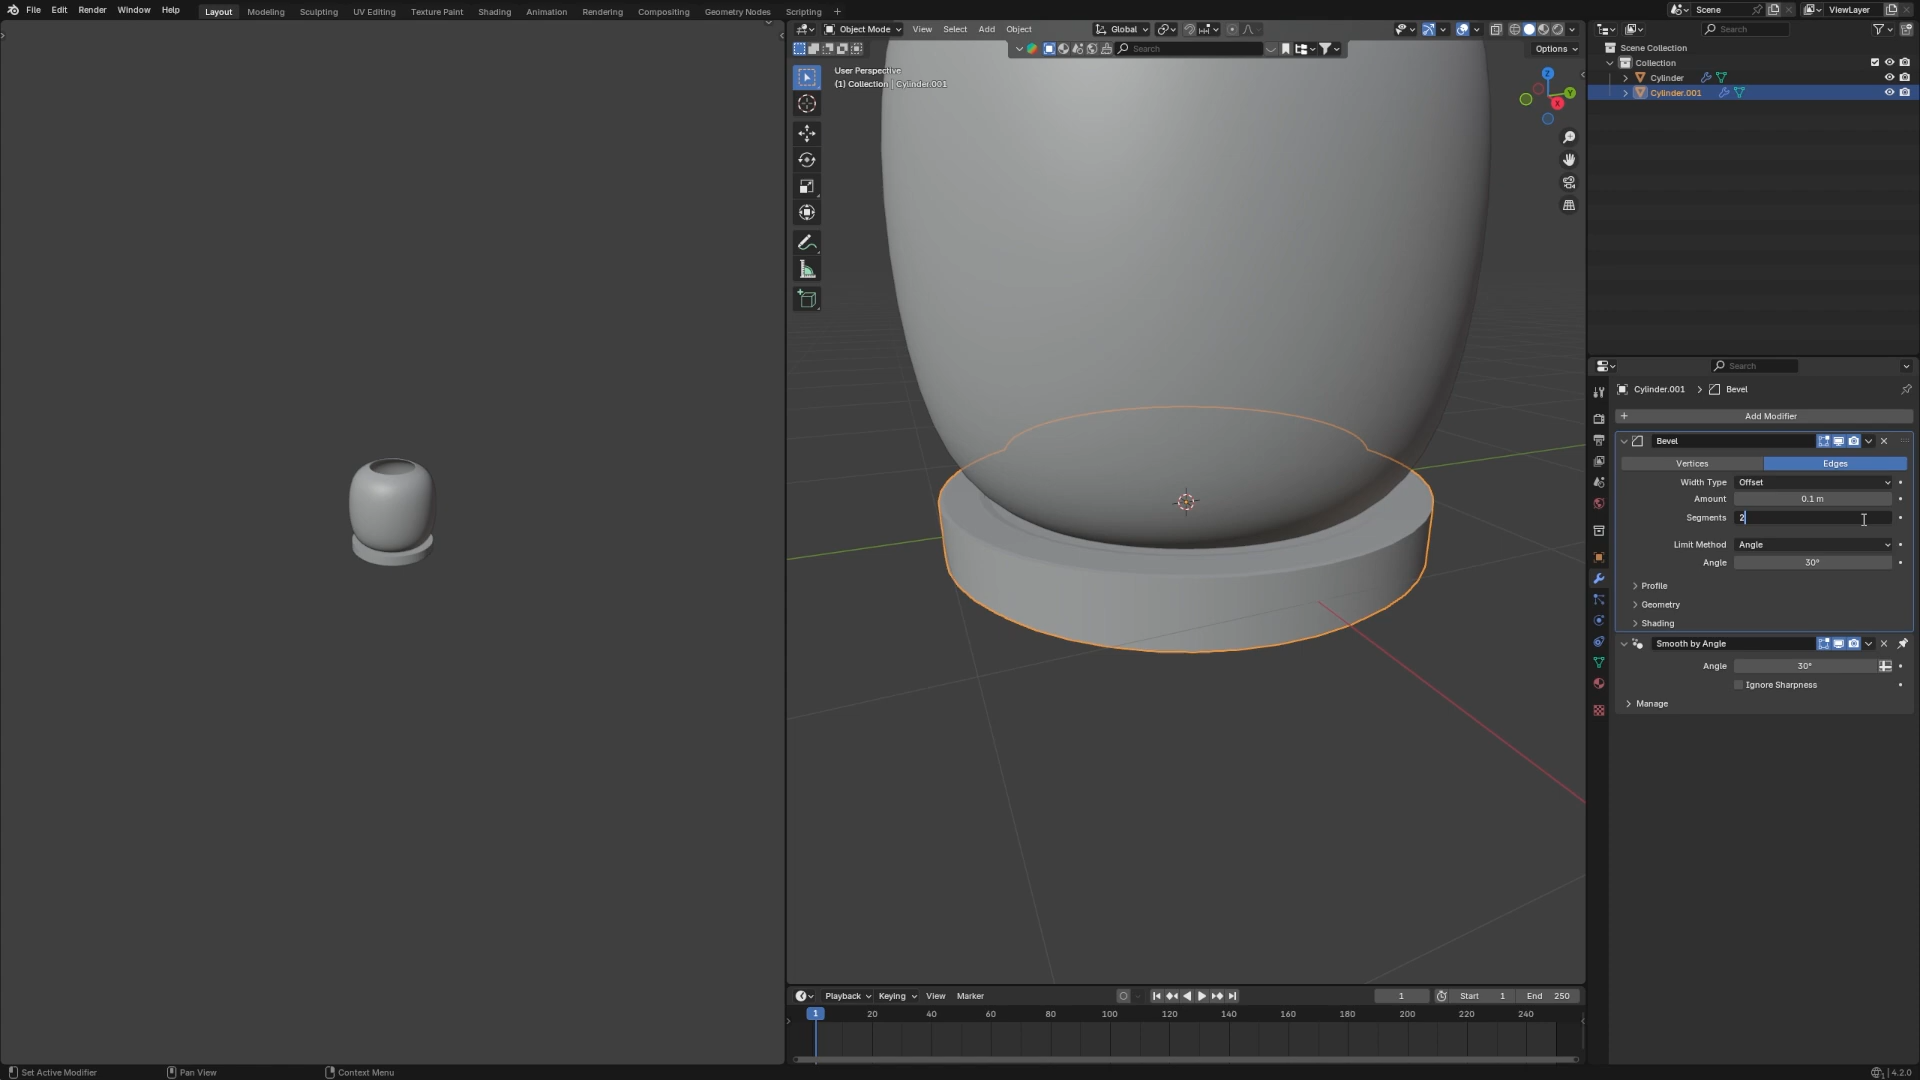 File Edit Render Window Help Layout Modeling Sculpting UV Editing Texture Paint Shading Animation Rendering Compositing Geometry Nodes Scripting + Scene ViewLayer
Object Mode View Select Add Object Global
Search Options
User Perspective
(1) Collection | Cylinder.001
Z
Y
X
Search
Scene Collection
Collection
Cylinder
Cylinder.001
Search
Cylinder.001 > Bevel
+ Add Modifier
Bevel
Vertices Edges
Width Type Offset
Amount 0.1 m
Segments 2
Limit Method Angle
Angle 30°
Profile
Geometry
Shading
Smooth by Angle
Angle 30°
Ignore Sharpness
Manage
Playback Keying View Marker 1 Start 1 End 250
1 20 40 60 80 100 120 140 160 180 200 220 240
Set Active Modifier Pan View Context Menu 4.2.0